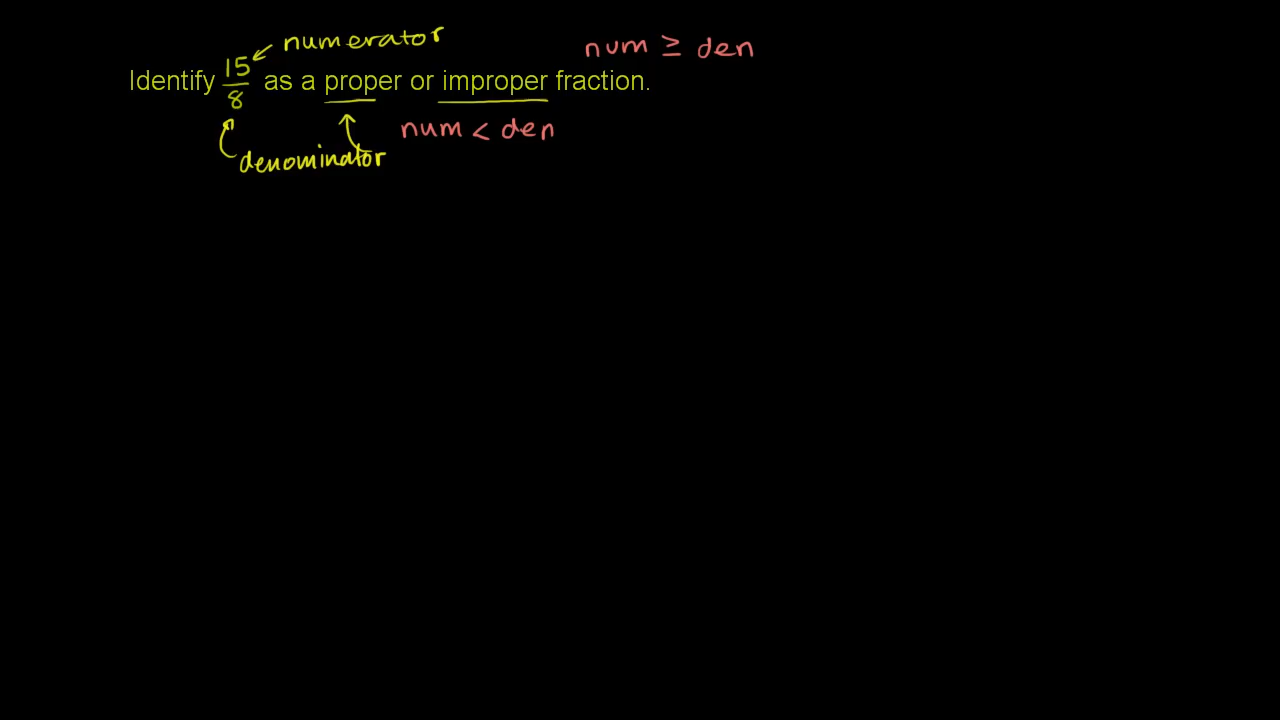 numerator
num ≥ den
Identify 15/8 as a proper or improper fraction.
num < den
denominator